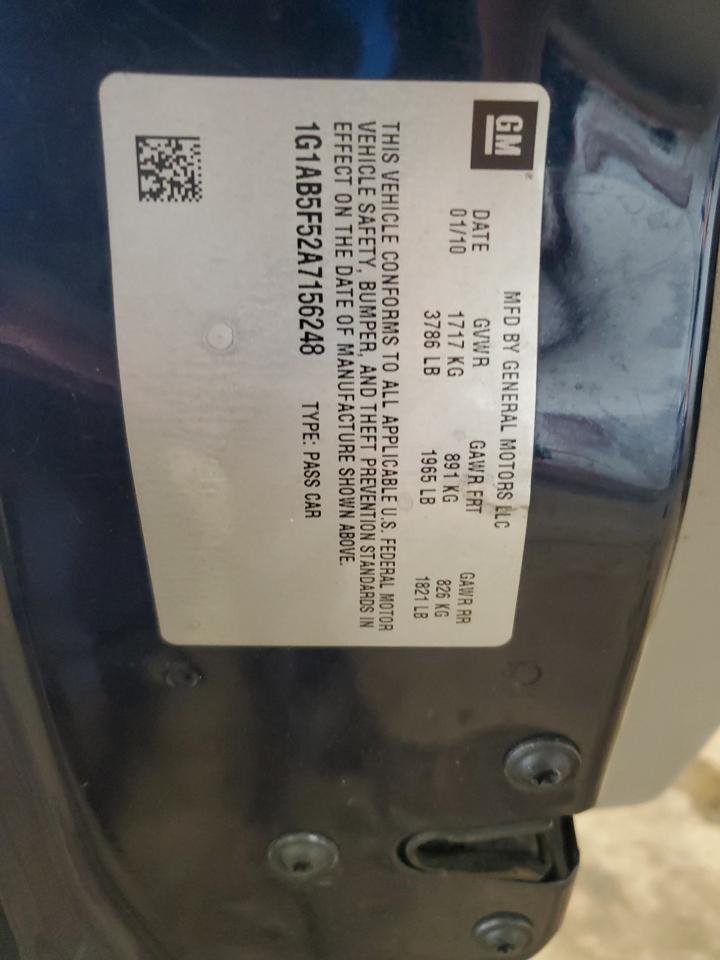 GM
MFD BY GENERAL MOTORS LLC
DATE GVWR GAWR FRT GAWR RR
01/10 1717 KG 891 KG 826 KG
3786 LB 1965 LB 1821 LB
THIS VEHICLE CONFORMS TO ALL APPLICABLE U.S. FEDERAL MOTOR
VEHICLE SAFETY, BUMPER, AND THEFT PREVENTION STANDARDS IN
EFFECT ON THE DATE OF MANUFACTURE SHOWN ABOVE.
1G1AB5F52A7156248 TYPE: PASS CAR